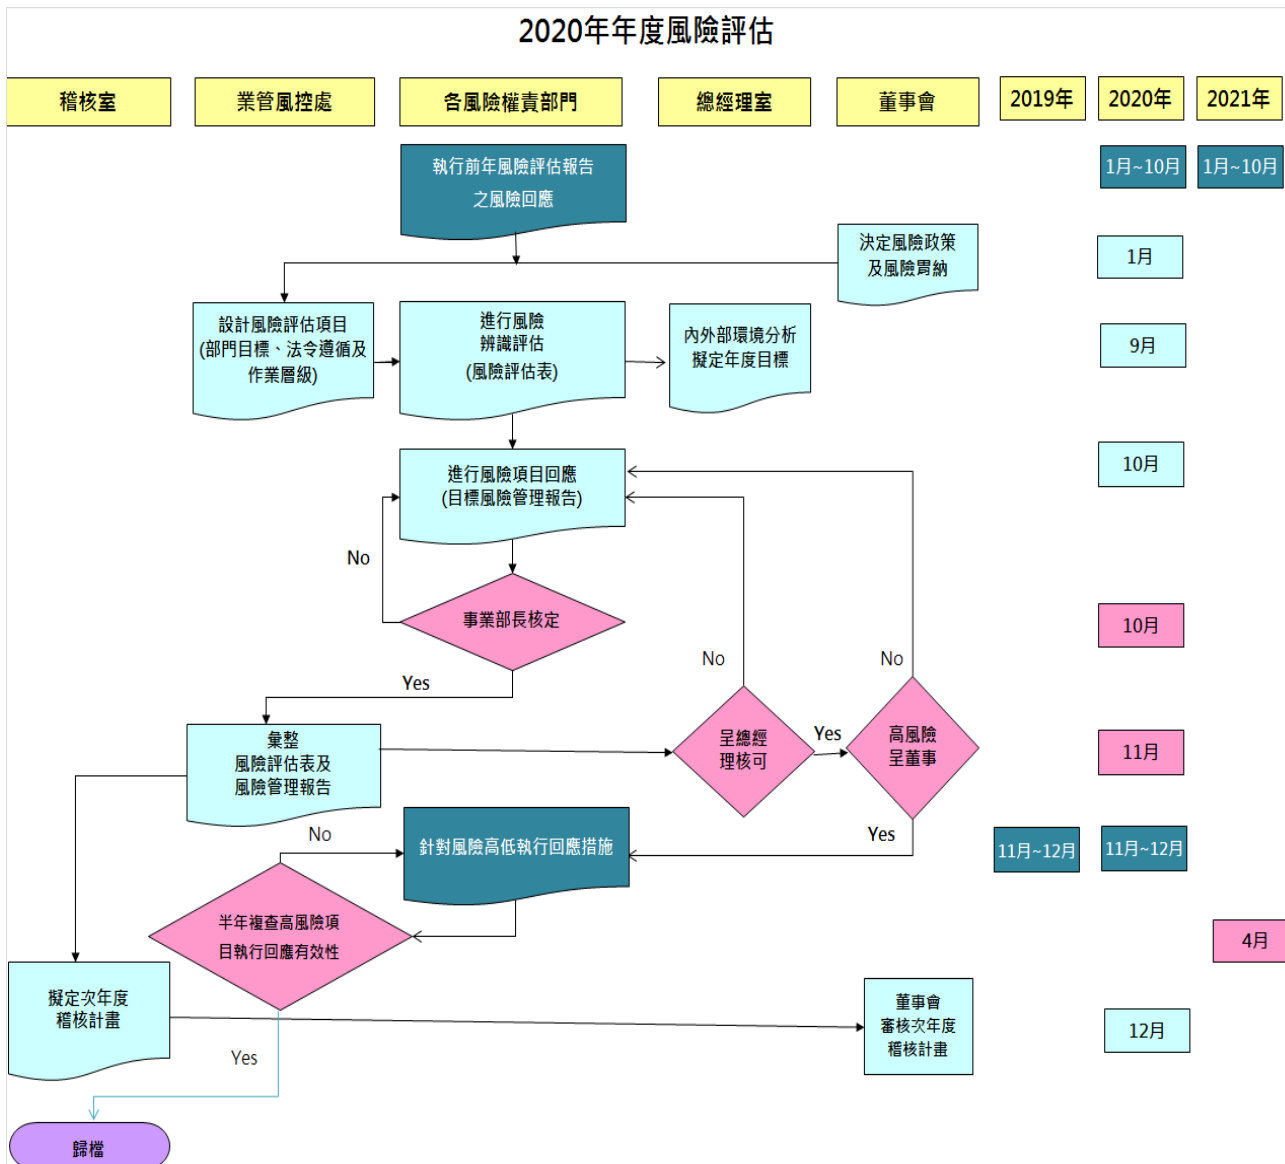 2020年年度風險評估
稽核室
業管風控處
各風險權責部門
總經理室
董事會
2019年
2020年
2021年
執行前年風險評估報告
之風險回應
1月~10月
1月~10月
決定風險政策
及風險胃納
1月
設計風險評估項目
(部門目標、法令遵循及
作業層級)
進行風險
辨識評估
(風險評估表)
內外部環境分析
擬定年度目標
9月
進行風險項目回應
(目標風險管理報告)
10月
No
事業部長核定
10月
Yes
No
No
彙整
風險評估表及
風險管理報告
呈總經
理核可
Yes
高風險
呈董事
11月
No
針對風險高低執行回應措施
Yes
11月~12月
11月~12月
半年複查高風險項
目執行回應有效性
4月
擬定次年度
稽核計畫
董事會
審核次年度
稽核計畫
12月
Yes
歸檔